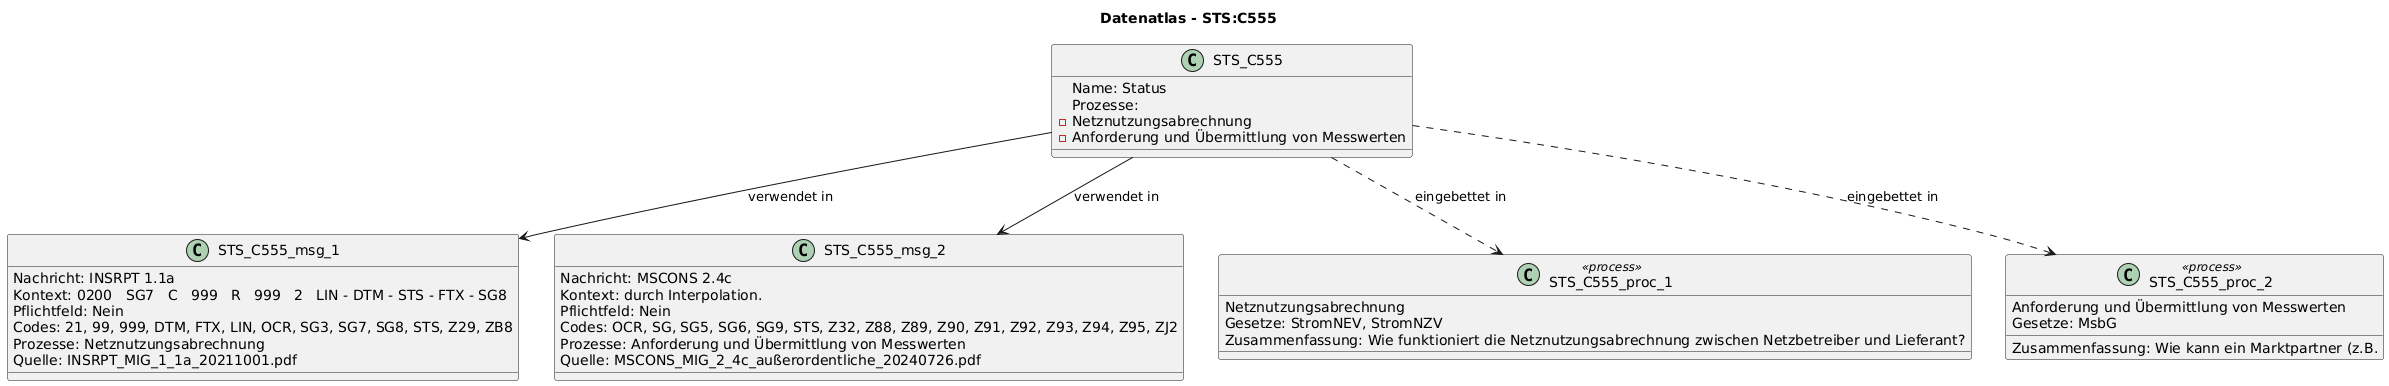 Datenatlas - STS:C555
C STS_C555
Name: Status
Prozesse:
Netznutzungsabrechnung
Anforderung und Übermittlung von Messwerten
verwendet in
verwendet in
eingebettet in
eingebettet in
C STS_C555_msg_1
Nachricht: INSRPT 1.1a
Kontext: 0200 SG7 C 999 R 999 2 LIN - DTM - STS - FTX - SG8
Pflichtfeld: Nein
Codes: 21, 99, 999, DTM, FTX, LIN, OCR, SG3, SG7, SG8, STS, Z29, ZB8
Prozesse: Netznutzungsabrechnung
Quelle: INSRPT_MIG_1_1a_20211001.pdf
C STS_C555_msg_2
Nachricht: MSCONS 2.4c
Kontext: durch Interpolation.
Pflichtfeld: Nein
Codes: OCR, SG, SG5, SG6, SG9, STS, Z32, Z88, Z89, Z90, Z91, Z92, Z93, Z94, Z95, ZJ2
Prozesse: Anforderung und Übermittlung von Messwerten
Quelle: MSCONS_MIG_2_4c_außerordentliche_20240726.pdf
«process»
C STS_C555_proc_1
Netznutzungsabrechnung
Gesetze: StromNEV, StromNZV
Zusammenfassung: Wie funktioniert die Netznutzungsabrechnung zwischen Netzbetreiber und Lieferant?
«process»
C STS_C555_proc_2
Anforderung und Übermittlung von Messwerten
Gesetze: MsbG
Zusammenfassung: Wie kann ein Marktpartner (z.B.